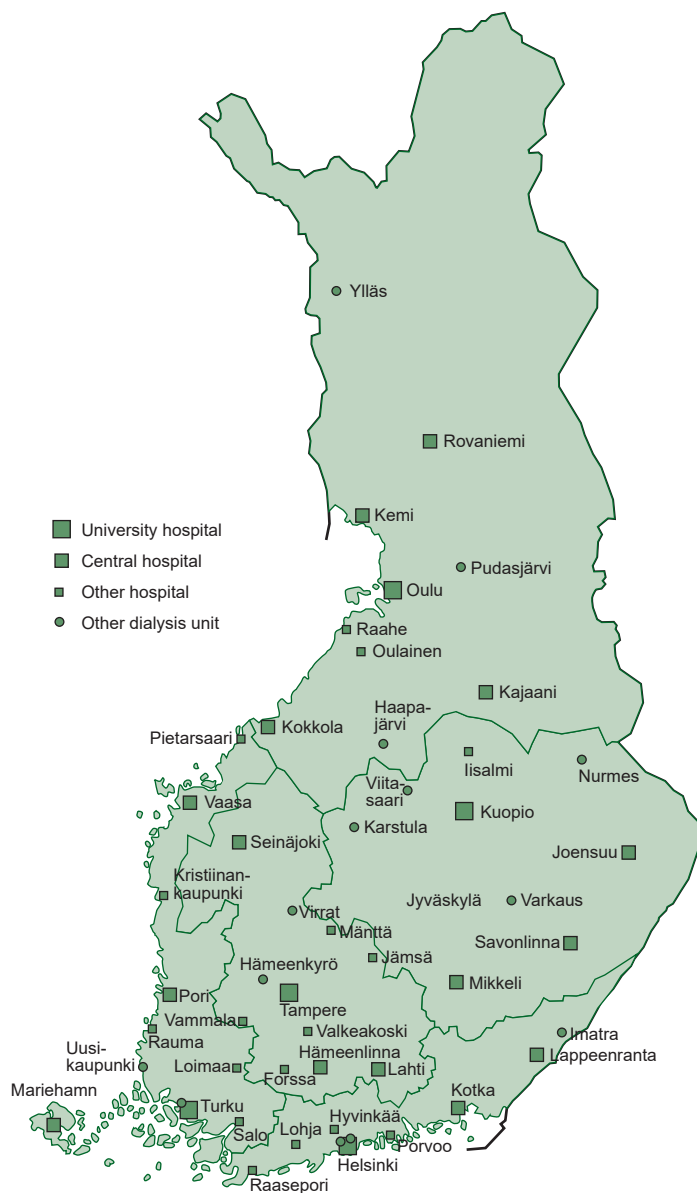 Ylläs
Rovaniemi
Kemi
University hospital
Central hospital
Other hospital
Other dialysis unit
Pudasjärvi
Oulu
Raahe
Oulainen
Kajaani
Haapa-
järvi
Kokkola
Pietarsaari
Iisalmi
Nurmes
Viita-
saari
Vaasa
Kuopio
Karstula
Seinäjoki
Joensuu
Kristiinan-
kaupunki
Jyväskylä
Varkaus
Virrat
Mänttä
Savonlinna
Jämsä
Hämeenkyrö
Mikkeli
Pori
Tampere
Vammala
Valkeakoski
Rauma
Imatra
Uusi-
kaupunki
Loimaa
Hämeenlinna
Lappeenranta
Forssa
Lahti
Mariehamn
Turku
Kotka
Salo
Lohja
Hyvinkää
Porvoo
Helsinki
Raasepori